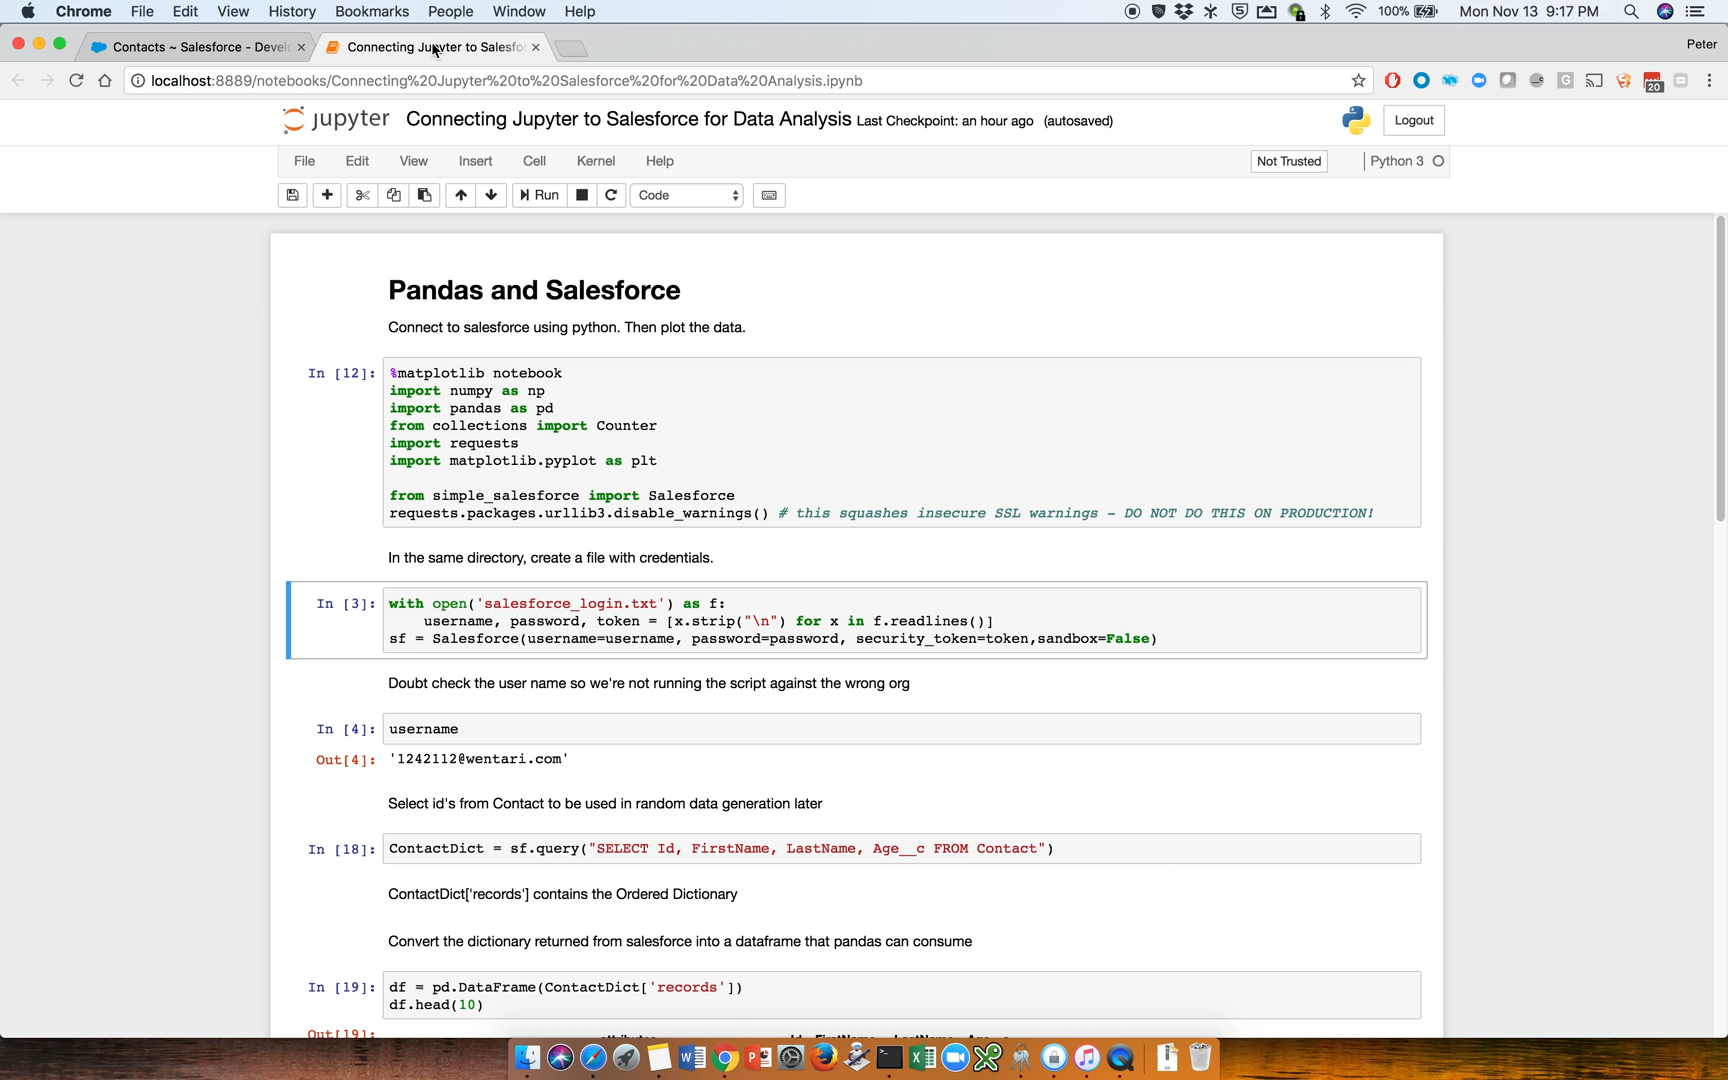 Chrome File Edit View History Bookmarks People Window Help 100% Mon Nov 13 9:17 PM
Contacts ~ Salesforce - Devel Connecting Jupyter to Salesfo Peter
localhost:8889/notebooks/Connecting%20Jupyter%20to%20Salesforce%20for%20Data%20Analysis.ipynb 20
jupyter Connecting Jupyter to Salesforce for Data Analysis Last Checkpoint: an hour ago (autosaved) Logout
File Edit View Insert Cell Kernel Help Not Trusted Python 3
Run Code
Pandas and Salesforce
Connect to salesforce using python. Then plot the data.
In [12]: %matplotlib notebook
import numpy as np
import pandas as pd
from collections import Counter
import requests
import matplotlib.pyplot as plt
from simple_salesforce import Salesforce
requests.packages.urllib3.disable_warnings() # this squashes insecure SSL warnings - DO NOT DO THIS ON PRODUCTION!
In the same directory, create a file with credentials.
In [3]: with open('salesforce_login.txt') as f:
username, password, token = [x.strip("\n") for x in f.readlines()]
sf = Salesforce(username=username, password=password, security_token=token,sandbox=False)
Doubt check the user name so we're not running the script against the wrong org
In [4]: username
Out[4]: '1242112@wentari.com'
Select id's from Contact to be used in random data generation later
In [18]: ContactDict = sf.query("SELECT Id, FirstName, LastName, Age__c FROM Contact")
ContactDict['records'] contains the Ordered Dictionary
Convert the dictionary returned from salesforce into a dataframe that pandas can consume
In [19]: df = pd.DataFrame(ContactDict['records'])
df.head(10)
Out[19]: